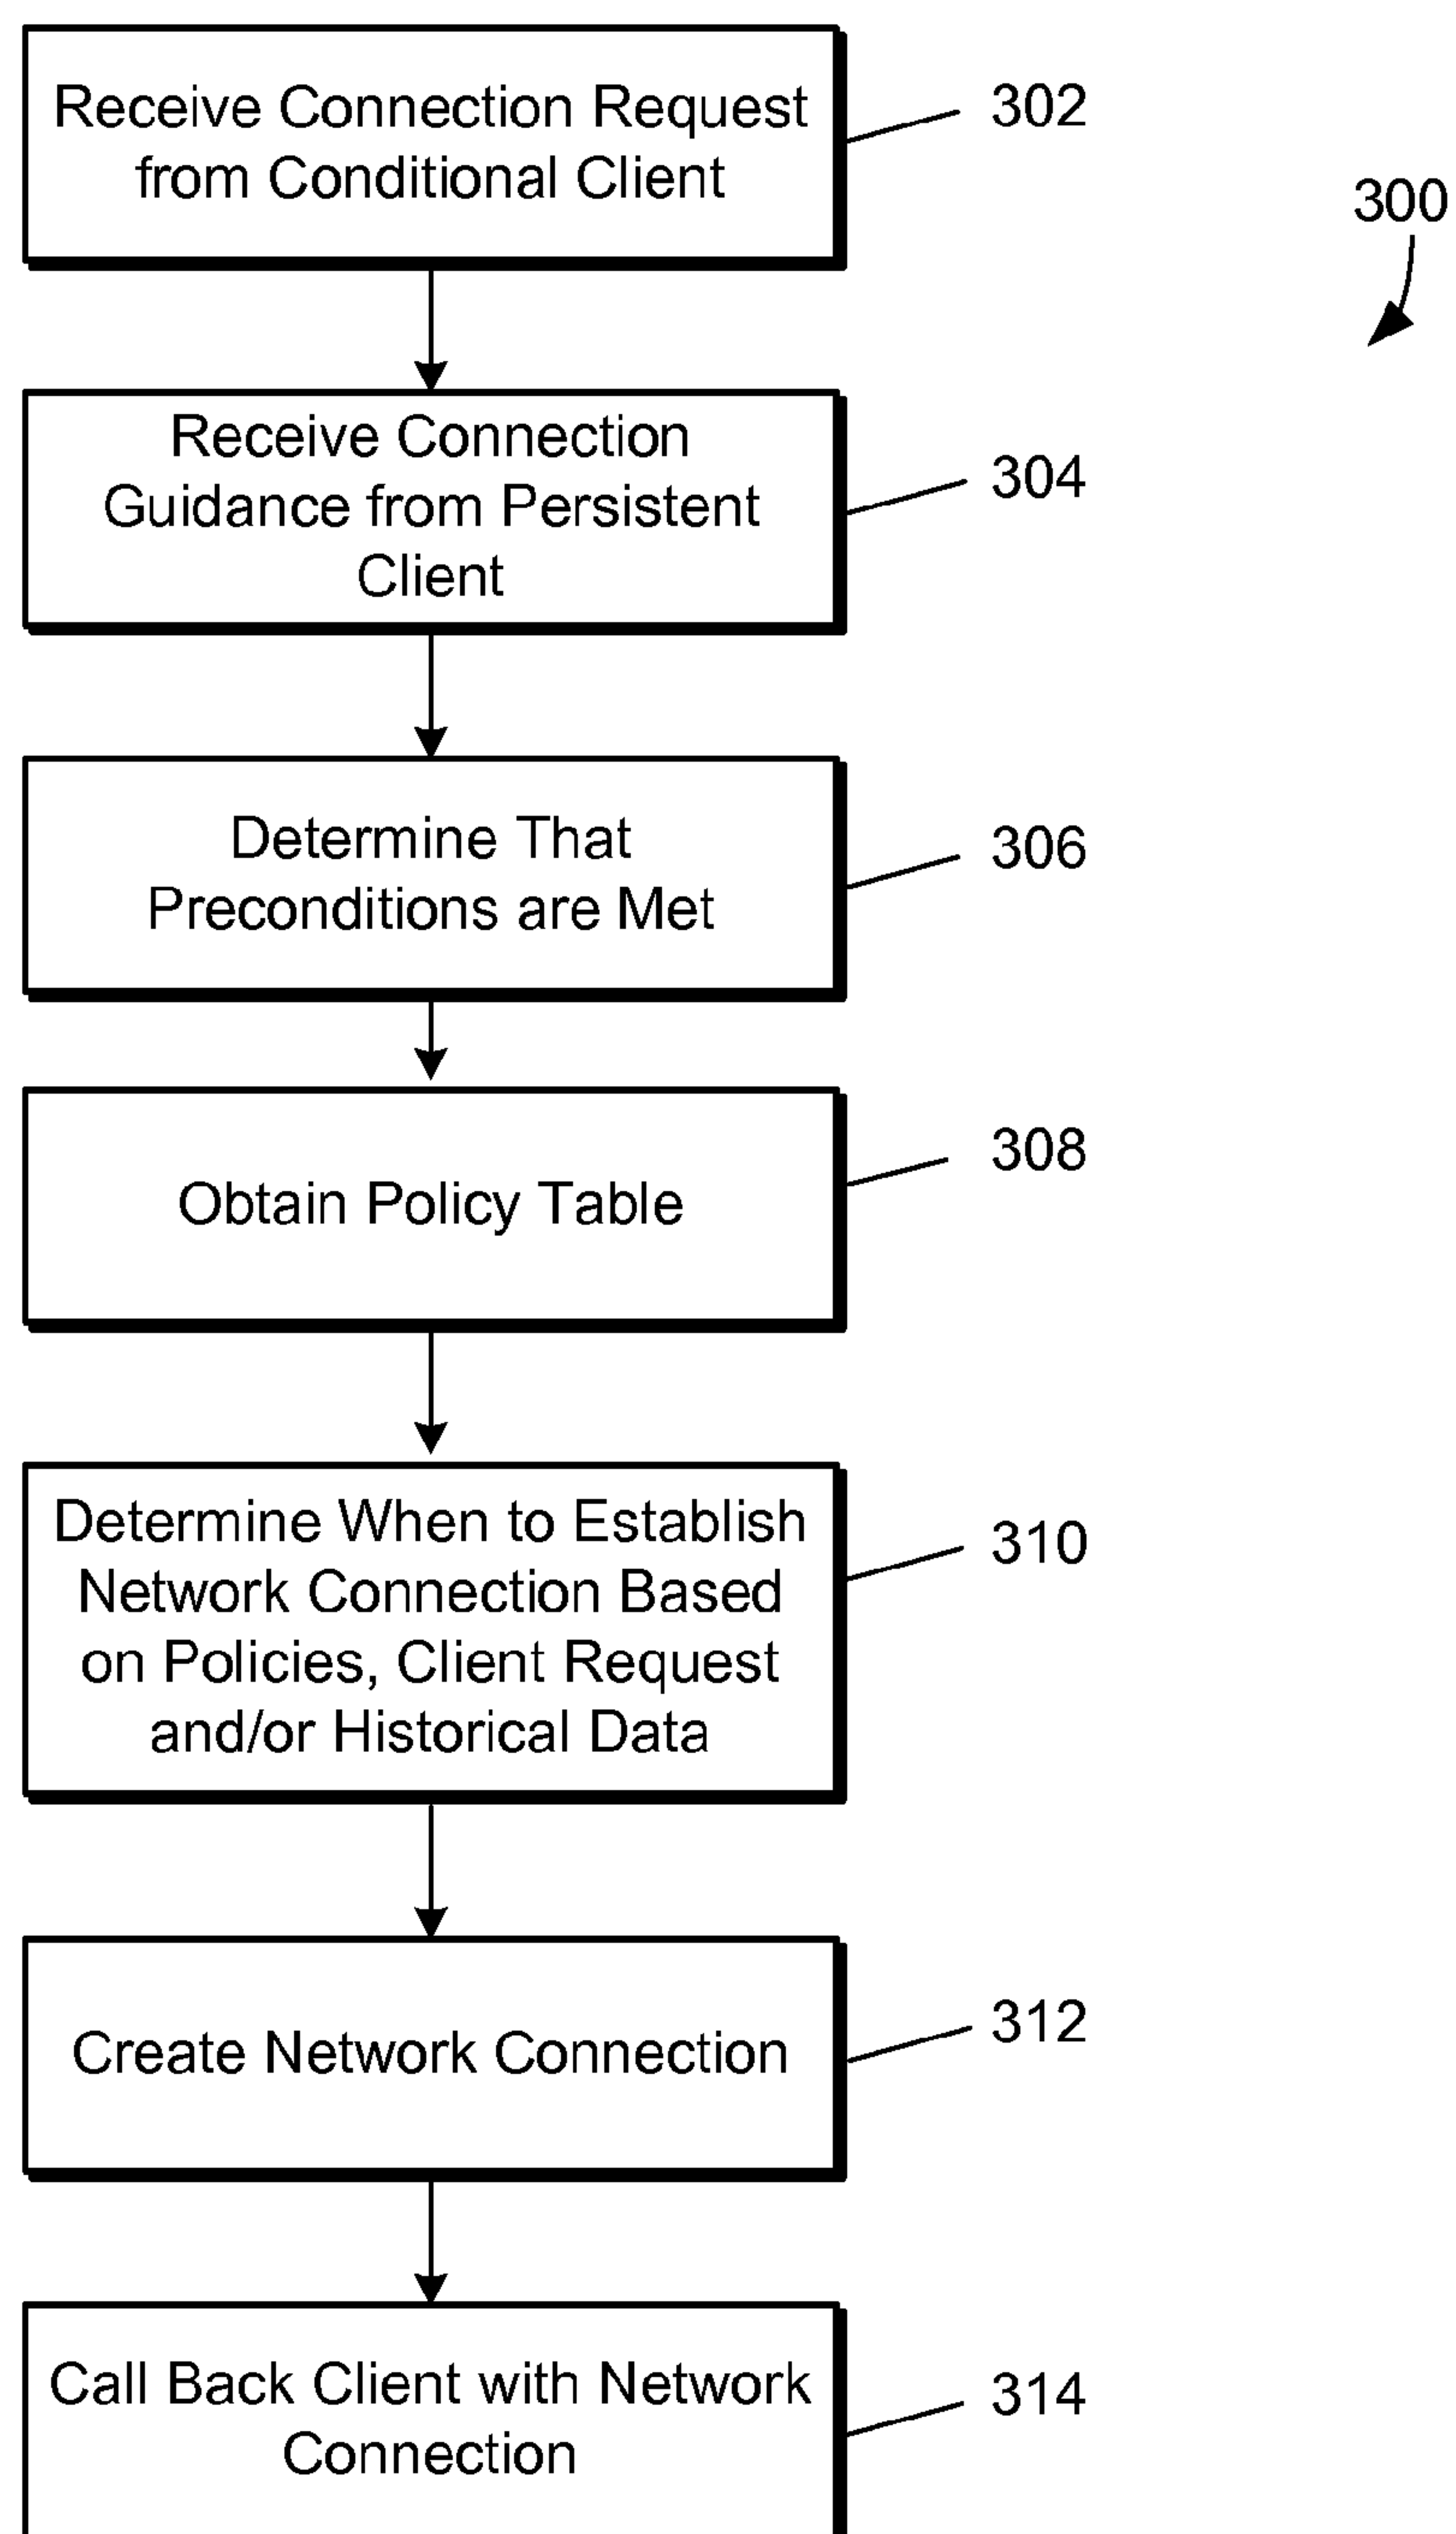 Receive Connection Request
from Conditional Client
302
300
Receive Connection
Guidance from Persistent
Client
304
Determine That
Preconditions are Met
306
Obtain Policy Table
308
Determine When to Establish
Network Connection Based
on Policies, Client Request
and/or Historical Data
310
Create Network Connection
312
Call Back Client with Network
Connection
314